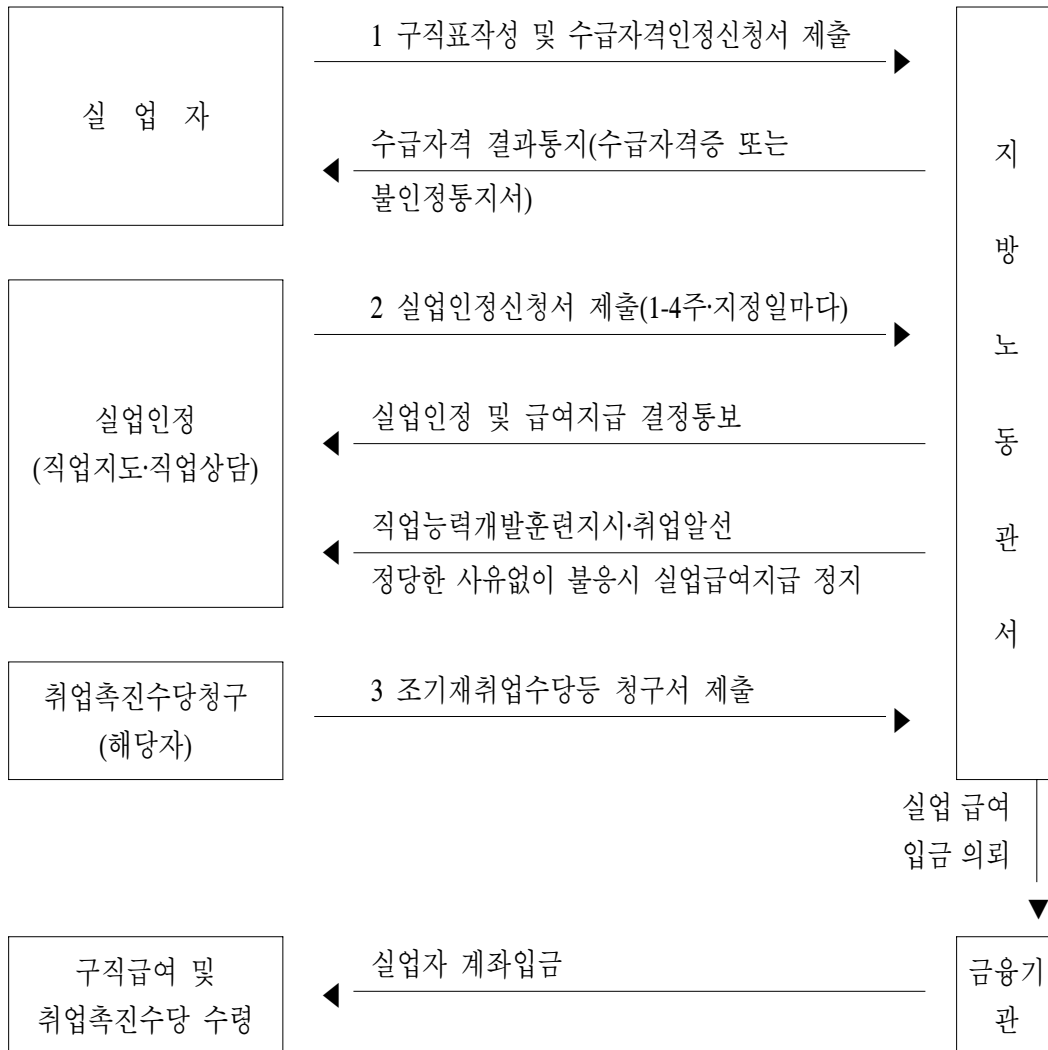 1 구직표작성 및 수급자격인정신청서 제출
실 업 자
수급자격 결과통지(수급자격증 또는
불인정통지서)
2 실업인정신청서 제출(1-4주·지정일마다)
실업인정
(직업지도·직업상담)
실업인정 및 급여지급 결정통보
직업능력개발훈련지시·취업알선
정당한 사유없이 불응시 실업급여지급 정지
취업촉진수당청구
(해당자)
3 조기재취업수당등 청구서 제출
지
방
노
동
관
서
실업 급여
입금 의뢰
구직급여 및
취업촉진수당 수령
실업자 계좌입금
금융기
관